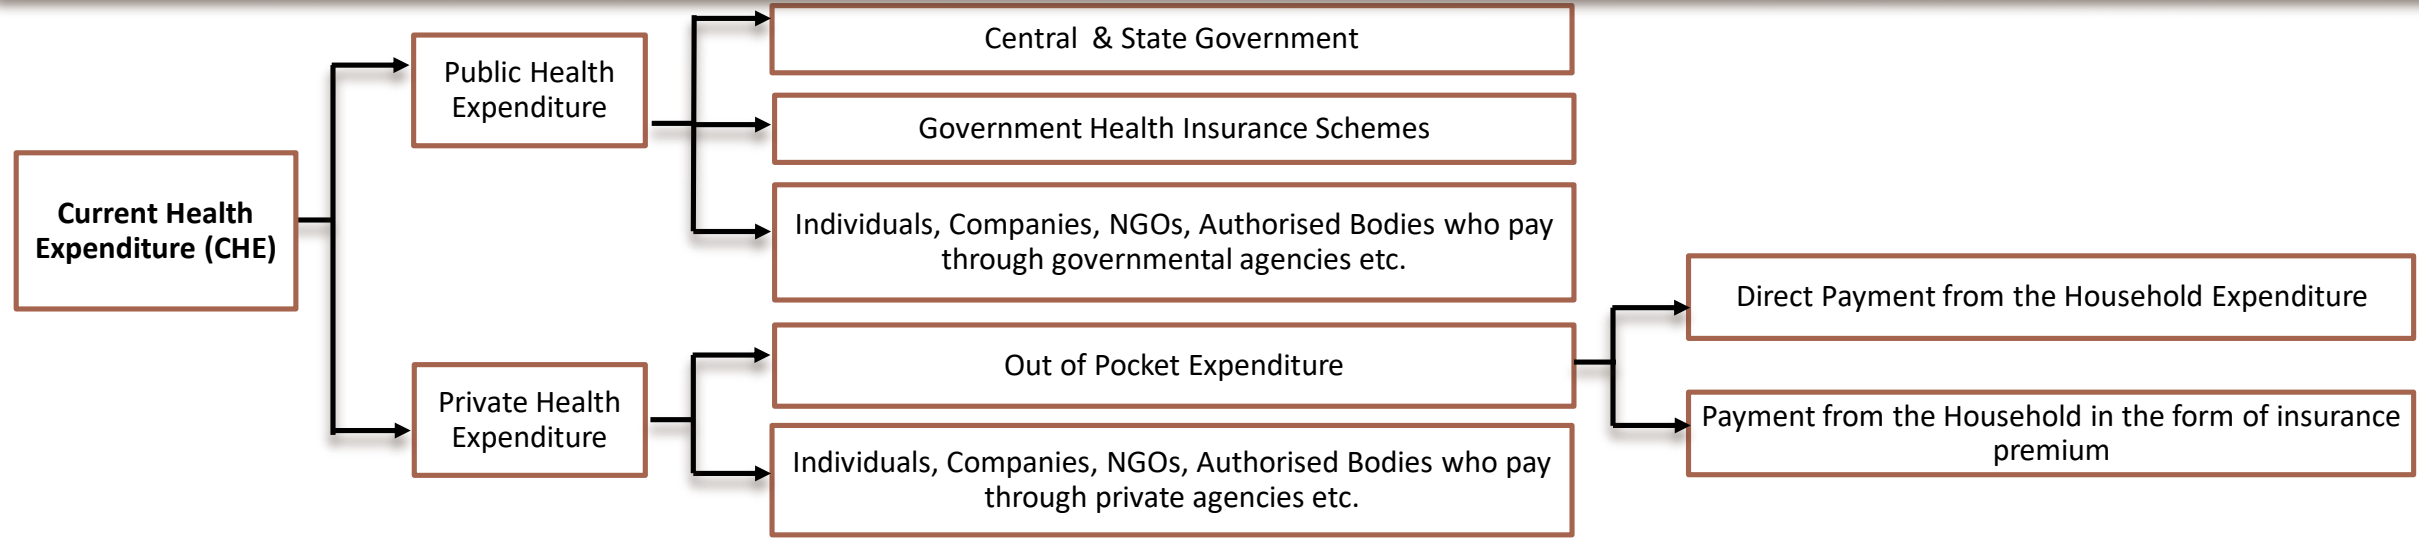 Current Health
Expenditure (CHE)
Public Health
Expenditure
Central & State Government
Government Health Insurance Schemes
Individuals, Companies, NGOs, Authorised Bodies who pay
through governmental agencies etc.
Private Health
Expenditure
Out of Pocket Expenditure
Individuals, Companies, NGOs, Authorised Bodies who pay
through private agencies etc.
Direct Payment from the Household Expenditure
Payment from the Household in the form of insurance
premium